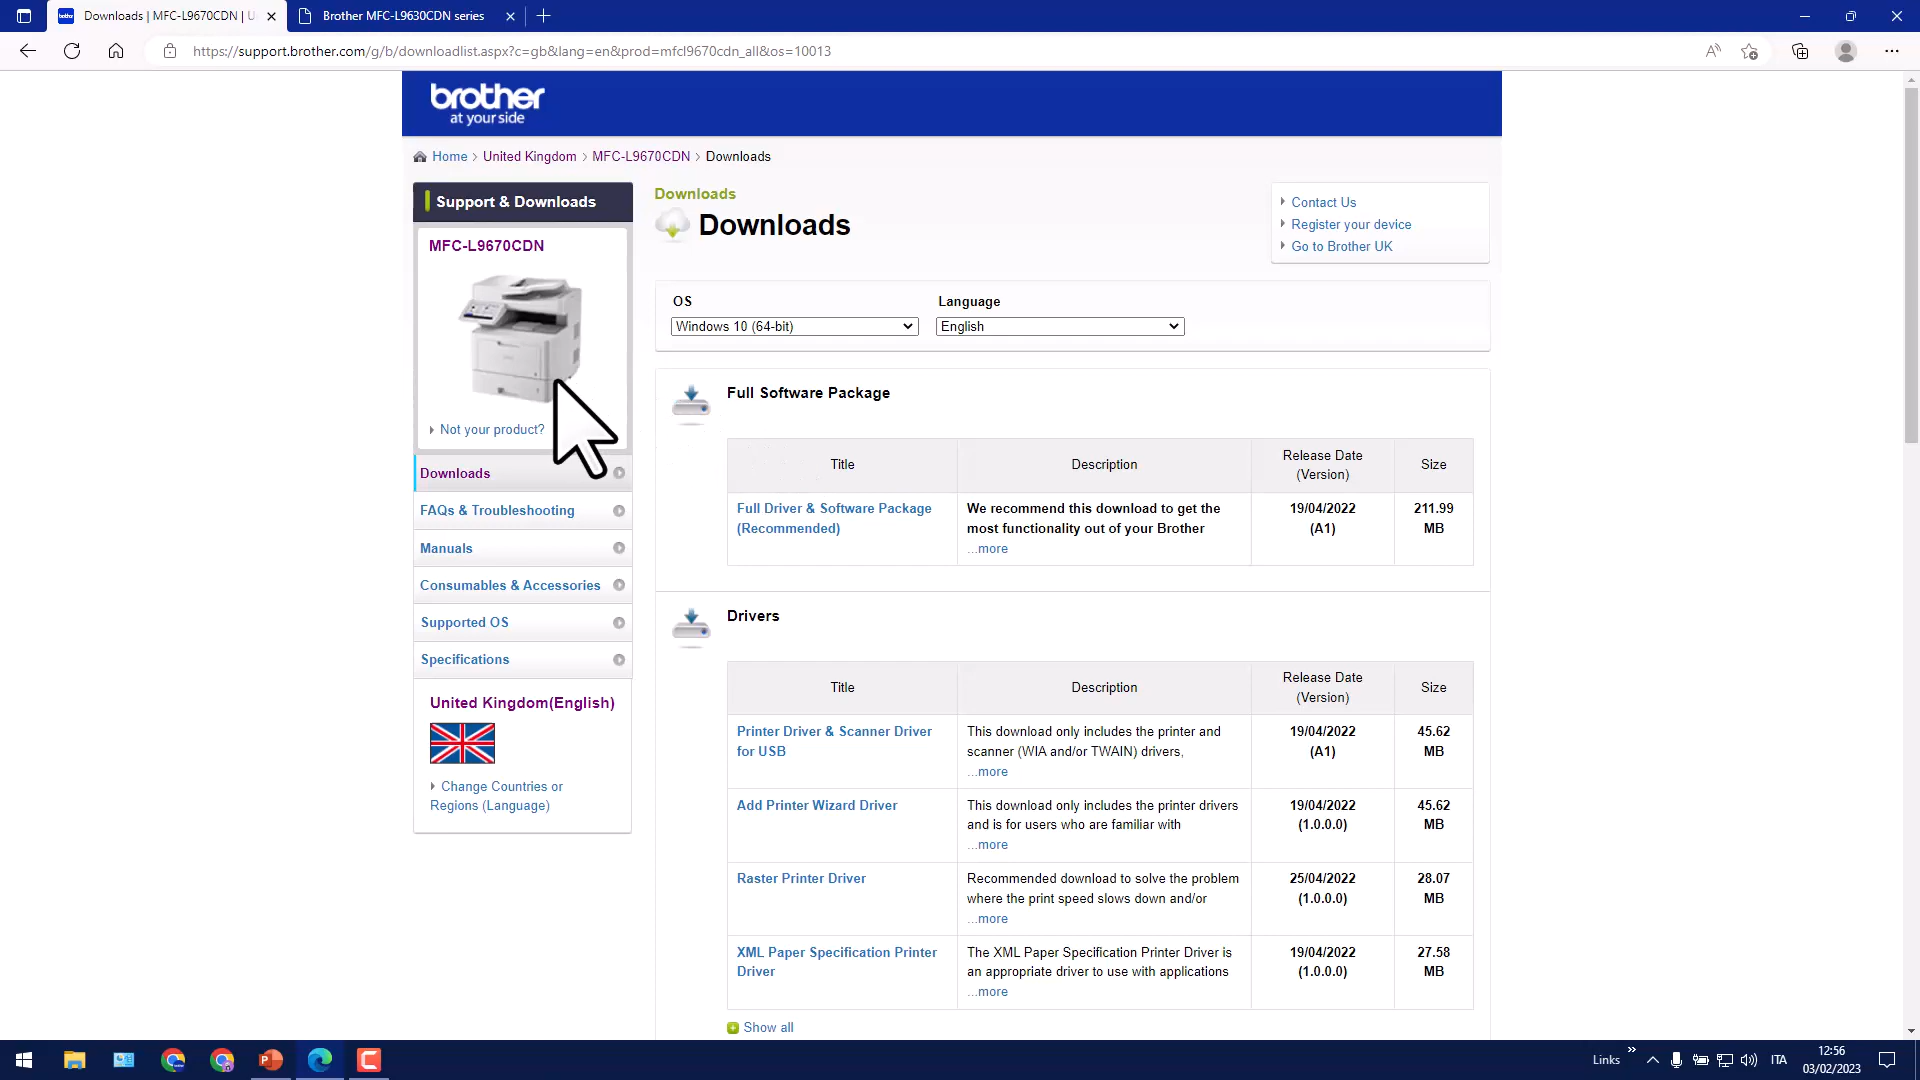 Downloads | MFC-L9670CDN | U
Brother MFC-L9630CDN series
https://support.brother.com/g/b/downloadlist.aspx?c=gb&lang=en&prod=mfcl9670cdn_all&os=10013
brother
at your side
Home > United Kingdom > MFC-L9670CDN > Downloads
Support & Downloads
MFC-L9670CDN
Not your product?
Downloads
FAQs & Troubleshooting
Manuals
Consumables & Accessories
Supported OS
Specifications
United Kingdom(English)
Change Countries or
Regions (Language)
Downloads
Downloads
Contact Us
Register your device
Go to Brother UK
OS
Language
Windows 10 (64-bit)
English
Full Software Package
Title
Description
Release Date
(Version)
Size
Full Driver & Software Package
(Recommended)
We recommend this download to get the
most functionality out of your Brother
...more
19/04/2022
(A1)
211.99
MB
Drivers
Title
Description
Release Date
(Version)
Size
Printer Driver & Scanner Driver
for USB
This download only includes the printer and
scanner (WIA and/or TWAIN) drivers,
...more
19/04/2022
(A1)
45.62
MB
Add Printer Wizard Driver
This download only includes the printer drivers
and is for users who are familiar with
...more
19/04/2022
(1.0.0.0)
45.62
MB
Raster Printer Driver
Recommended download to solve the problem
where the print speed slows down and/or
...more
25/04/2022
(1.0.0.0)
28.07
MB
XML Paper Specification Printer
Driver
The XML Paper Specification Printer Driver is
an appropriate driver to use with applications
...more
19/04/2022
(1.0.0.0)
27.58
MB
Show all
Links
ITA
12:56
03/02/2023